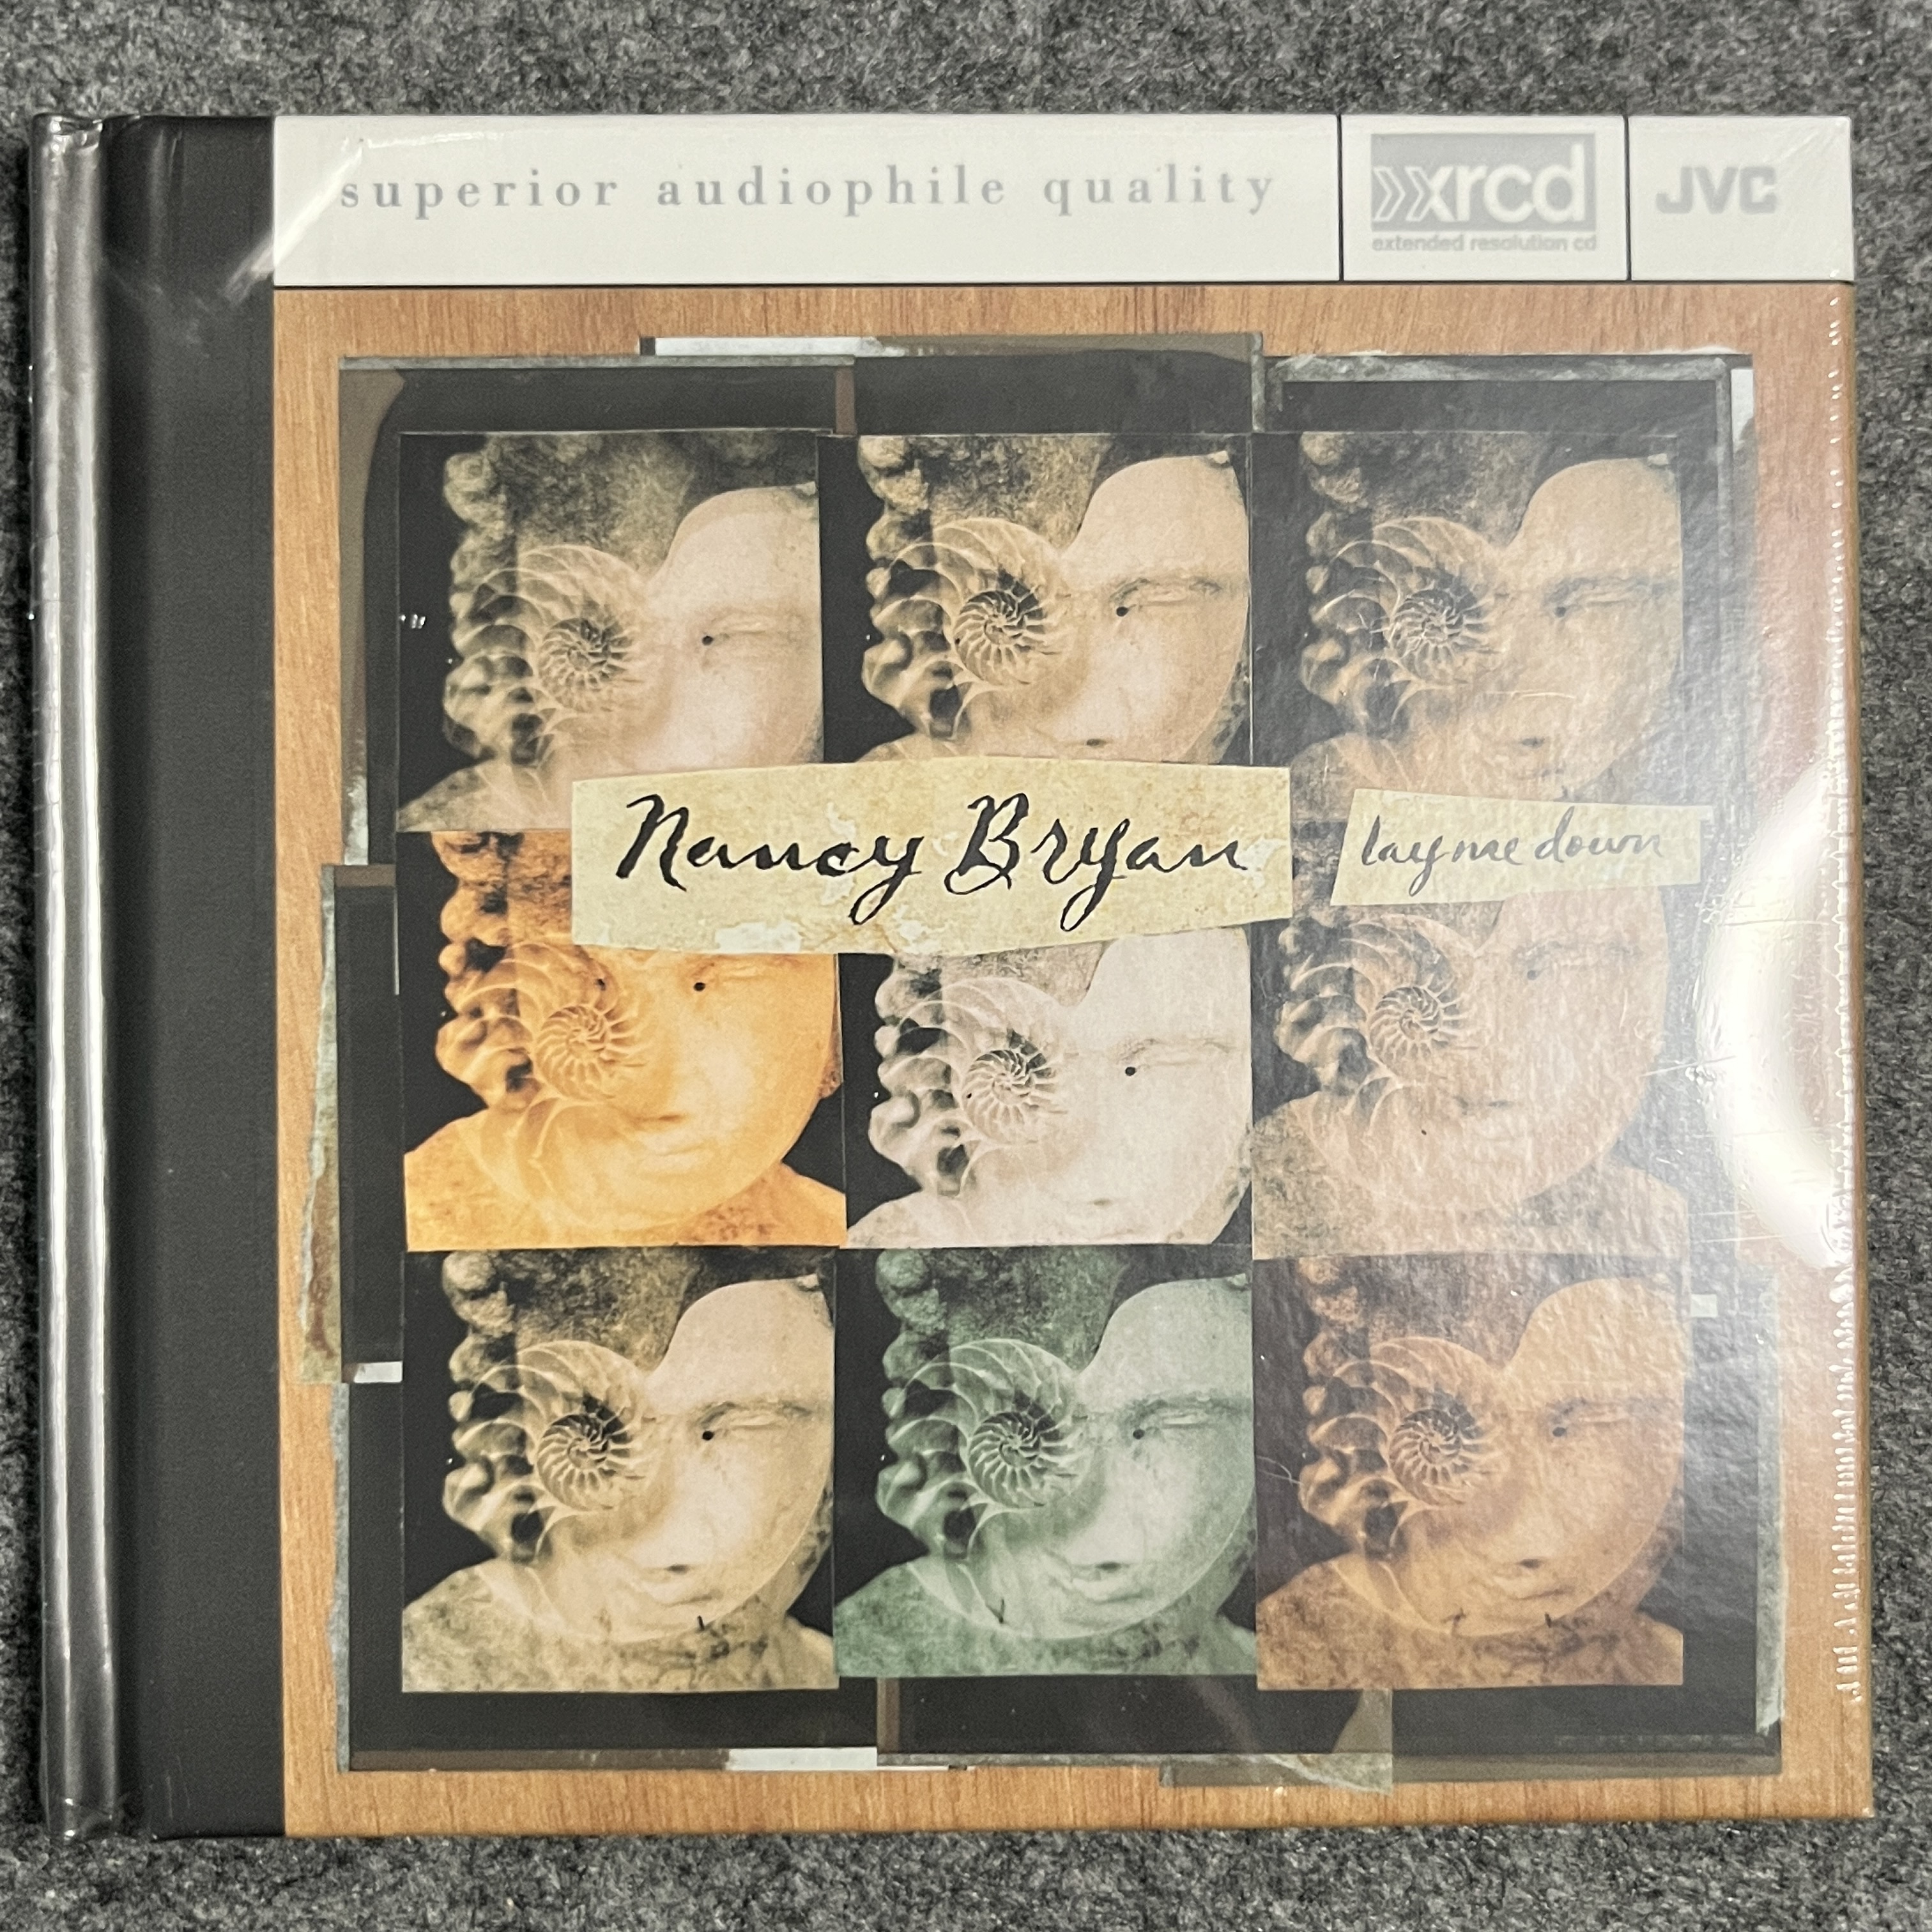 superior audiophile quality
xrcd
extended resolution cd
JVC
Nancy Bryan
lay me down